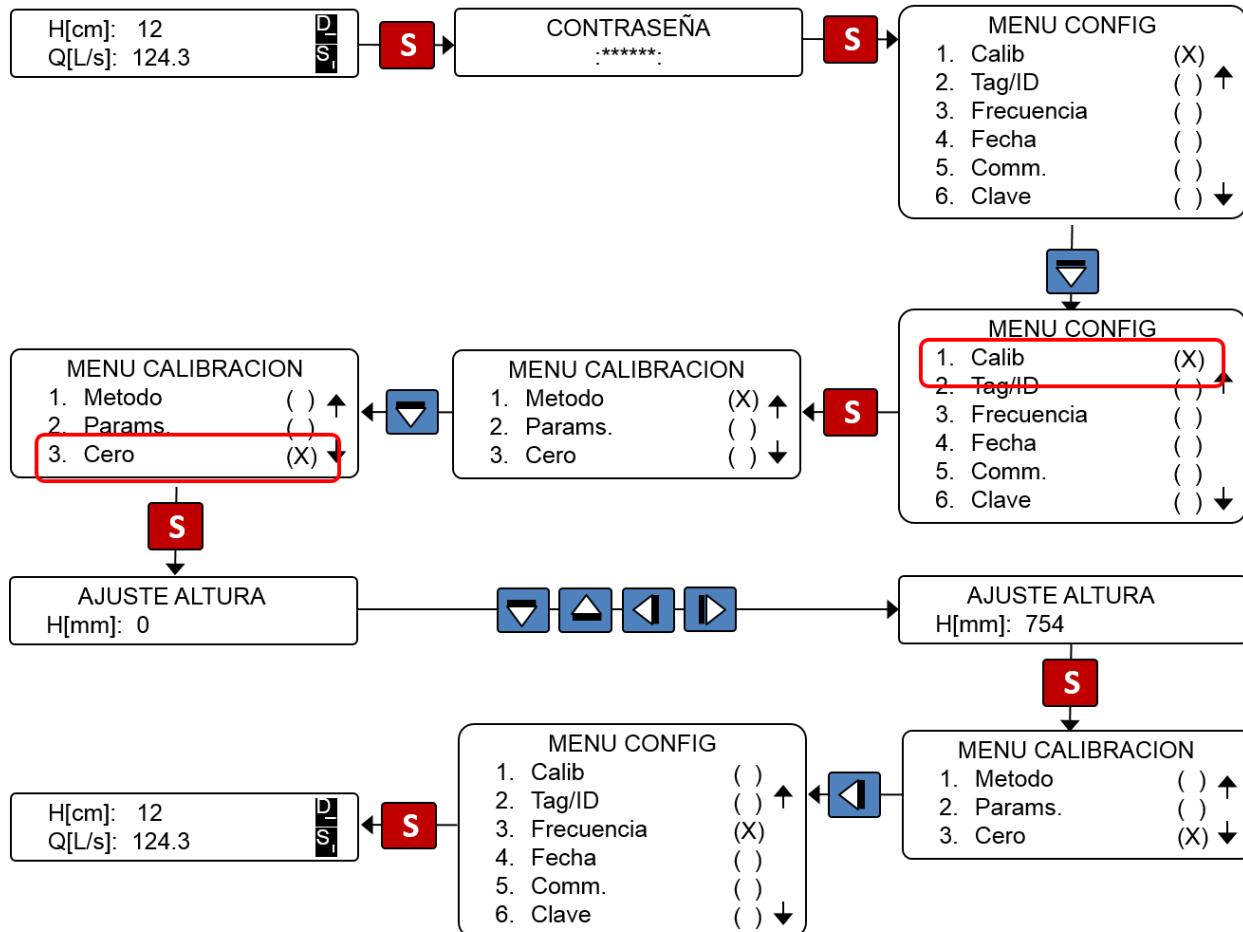 H[cm]: 12
Q[L/s]: 124.3
D_
S
S
CONTRASEÑA
:******:
S
MENU CONFIG
1. Calib (X)
2. Tag/ID ( )
3. Frecuencia ( )
4. Fecha ( )
5. Comm. ( )
6. Clave ( )
MENU CONFIG
1. Calib (X)
2. Tag/ID ( )
3. Frecuencia ( )
4. Fecha ( )
5. Comm. ( )
6. Clave ( )
S
MENU CALIBRACION
1. Metodo (X)
2. Params. ( )
3. Cero ( )
MENU CALIBRACION
1. Metodo ( )
2. Params. ( )
3. Cero (X)
S
AJUSTE ALTURA
H[mm]: 0
AJUSTE ALTURA
H[mm]: 754
S
MENU CALIBRACION
1. Metodo ( )
2. Params. ( )
3. Cero (X)
MENU CONFIG
1. Calib ( )
2. Tag/ID ( )
3. Frecuencia (X)
4. Fecha ( )
5. Comm. ( )
6. Clave ( )
S
H[cm]: 12
Q[L/s]: 124.3
D_
S